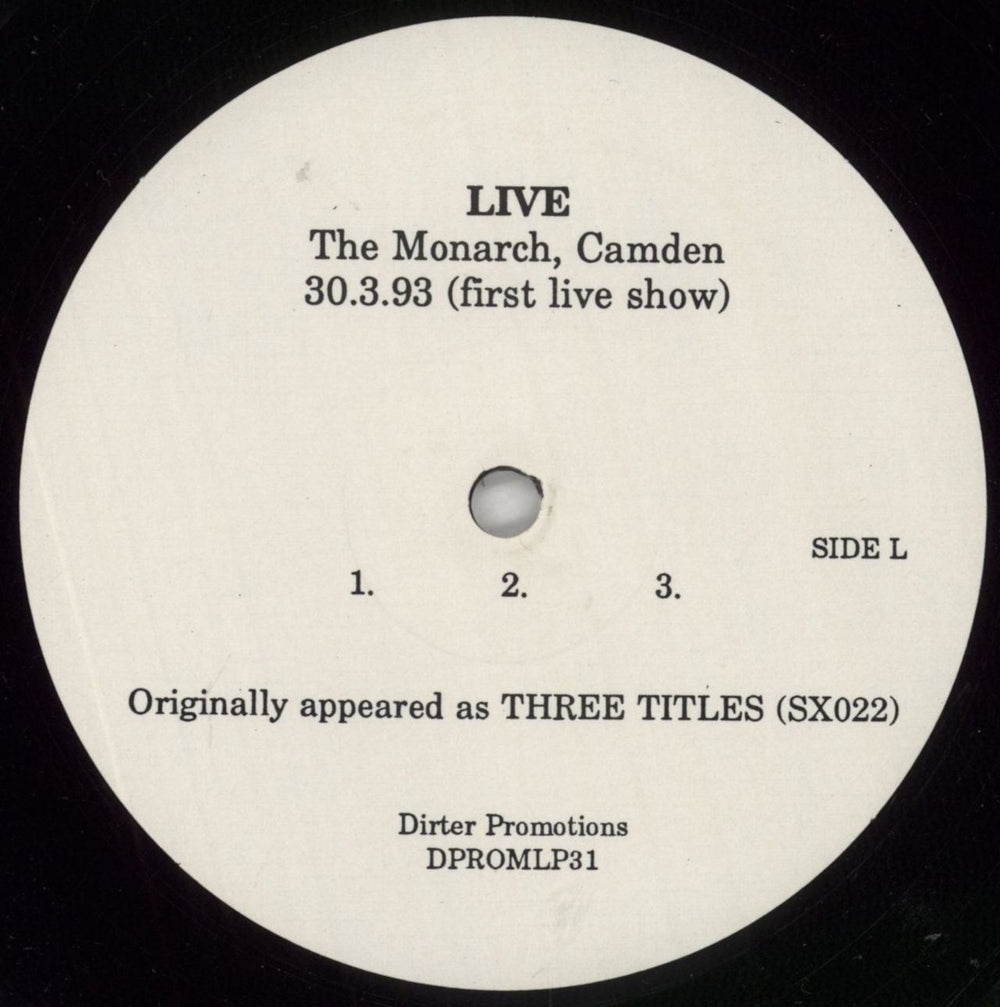 LIVE
The Monarch, Camden
30.3.93 (first live show)
SIDE L
1. 2. 3.
Originally appeared as THREE TITLES (SX022)
Dirter Promotions
DPROMLP31